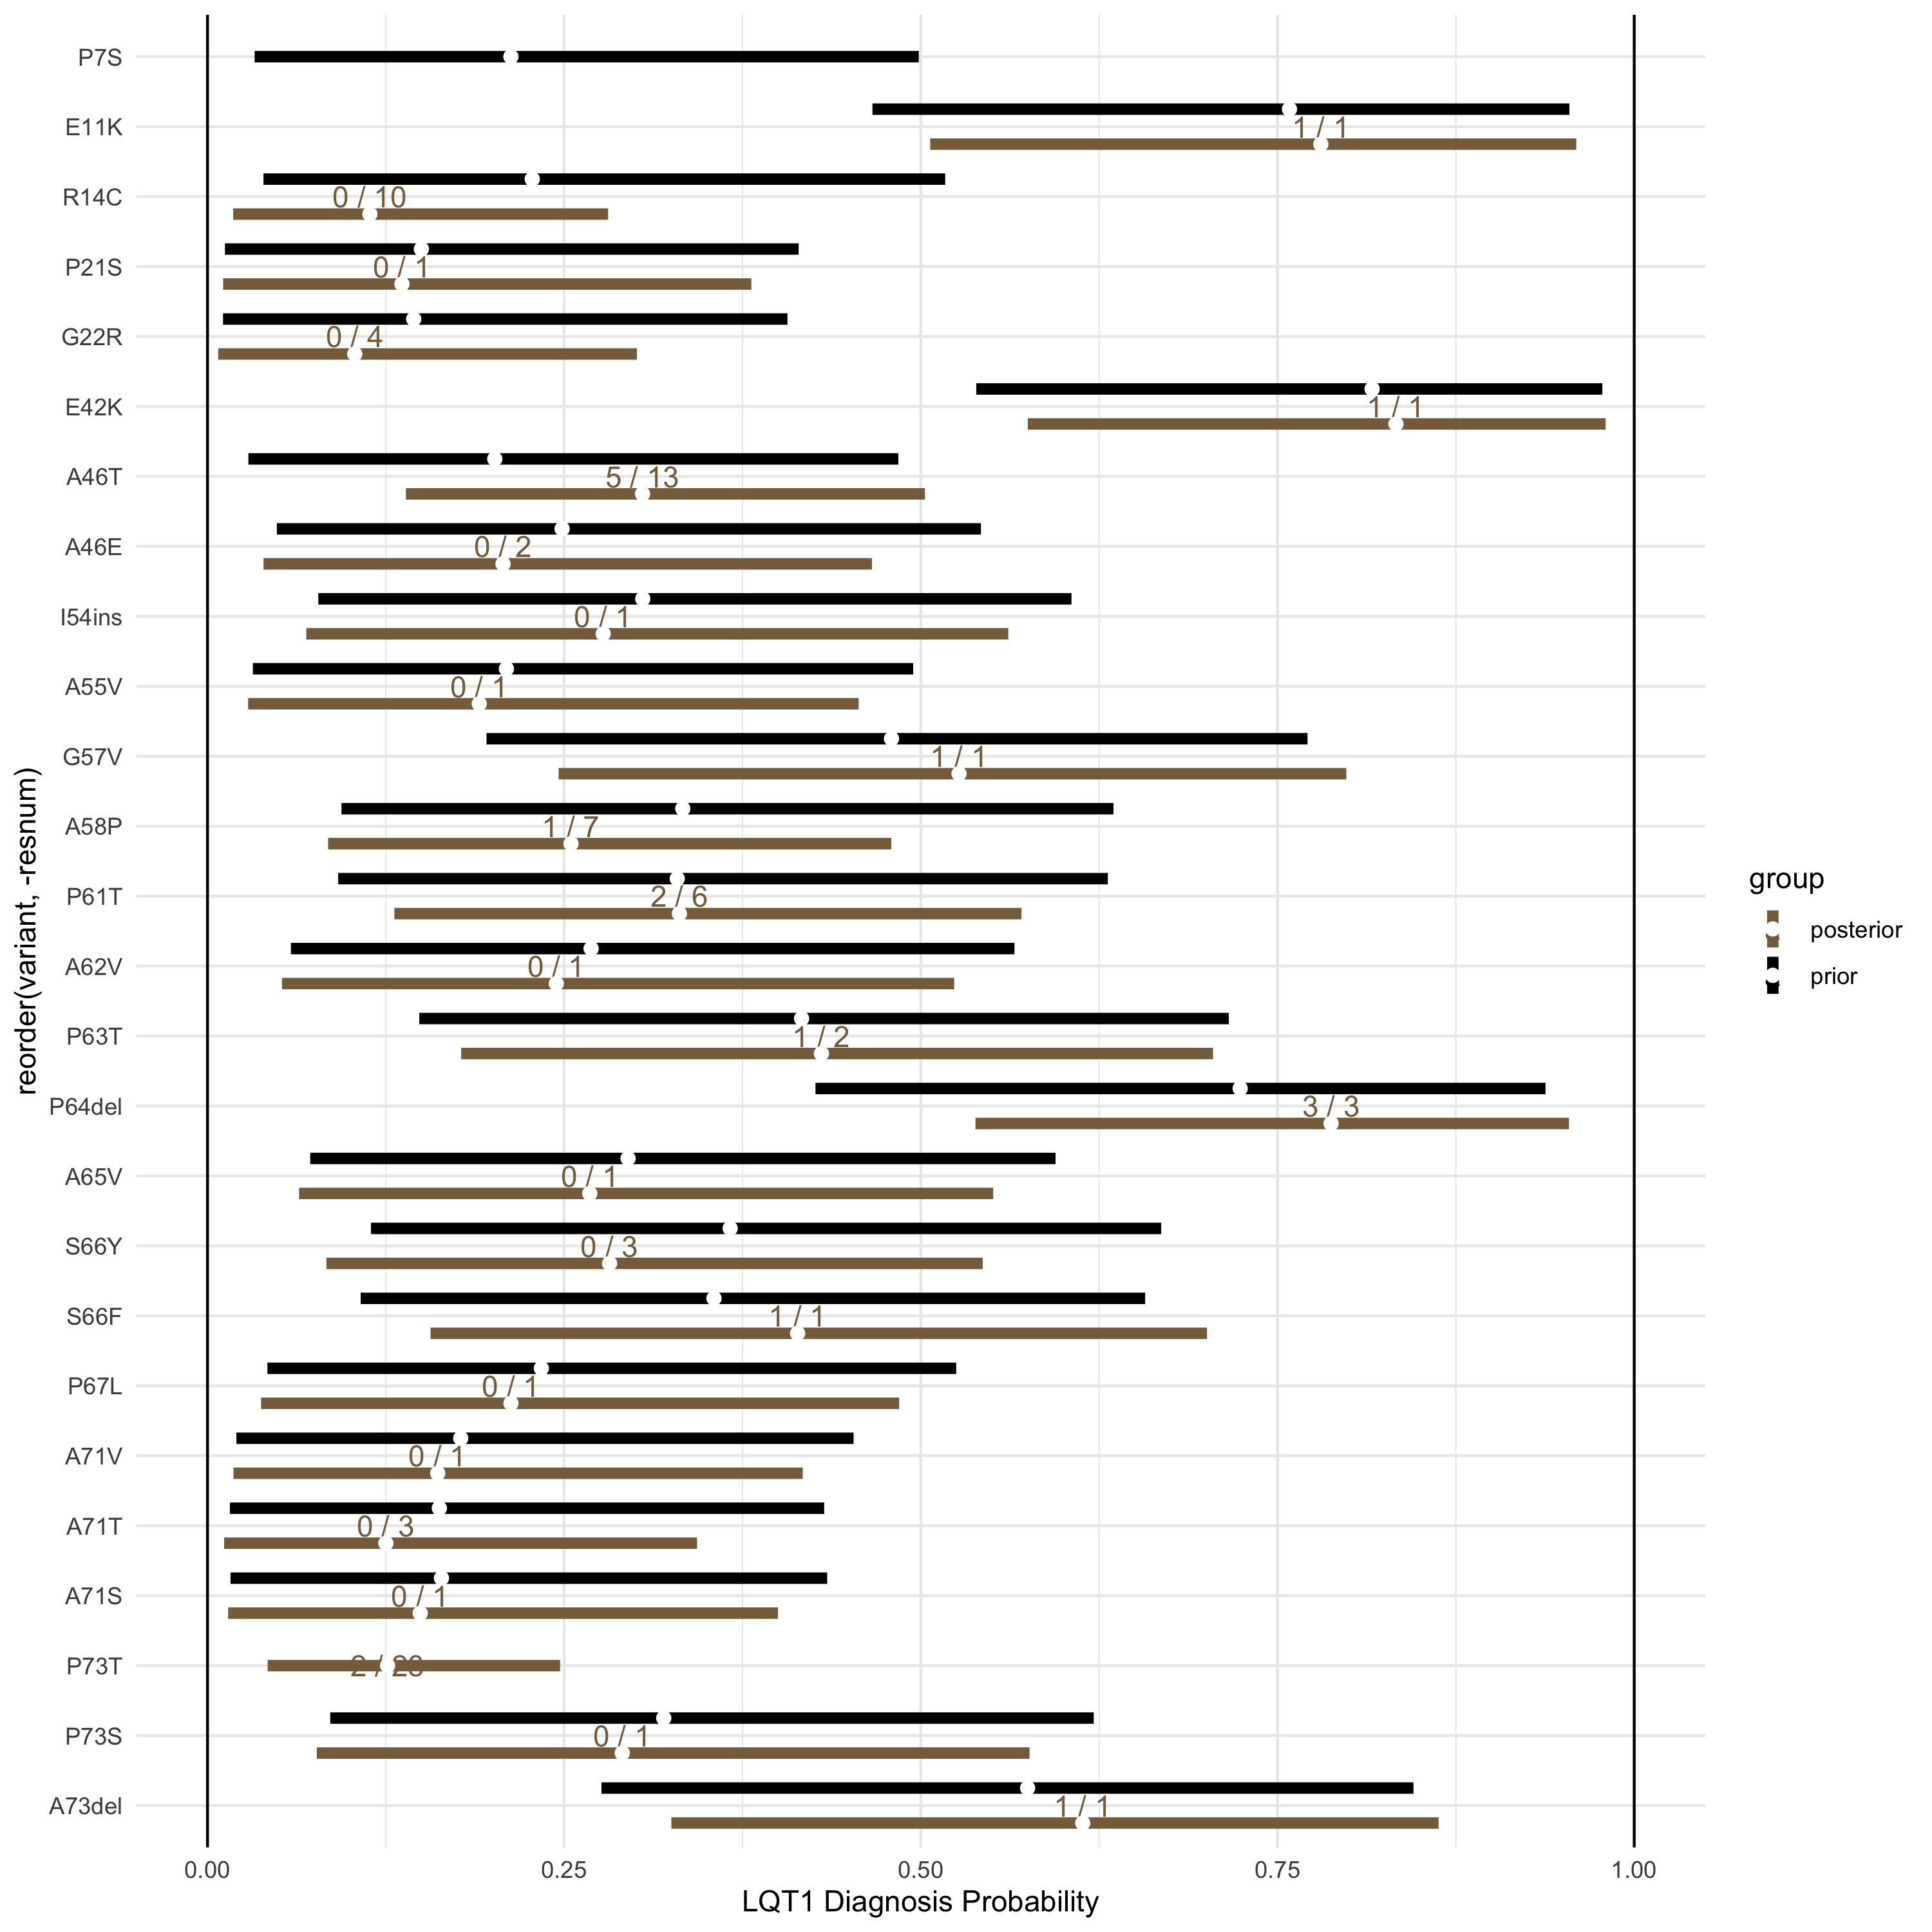 P7S
E11K
1 / 1
R14C
0 / 10
P21S
0 / 1
G22R
0 / 4
E42K
1 / 1
A46T
5 / 13
A46E
0 / 2
I54ins
0 / 1
A55V
0 / 1
G57V
1 / 1
A58P
1 / 7
P61T
2 / 6
A62V
0 / 1
P63T
1 / 2
P64del
3 / 3
A65V
0 / 1
S66Y
0 / 3
S66F
1 / 1
P67L
0 / 1
A71V
0 / 1
A71T
0 / 3
A71S
0 / 1
P73T
2 /
P73S
0 / 1
A73del
1 / 1
0.00
0.25
0.50
0.75
1.00
LQT1 Diagnosis Probability
reorder(variant, -resnum)
group
posterior
prior